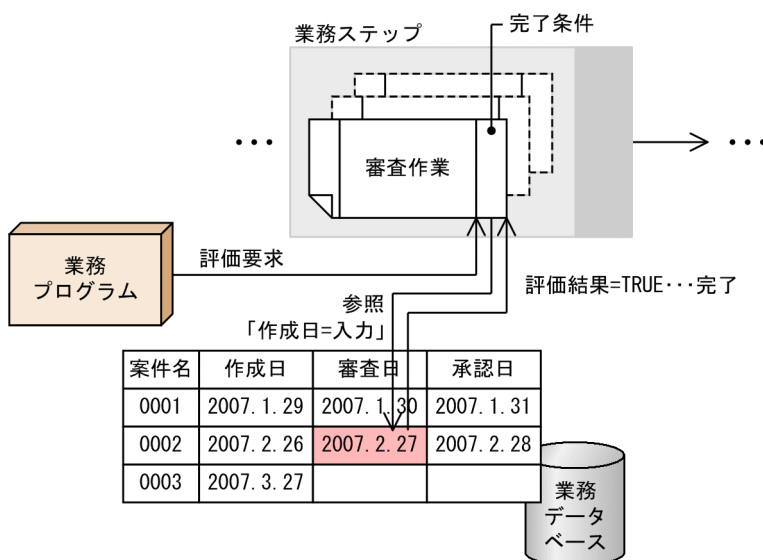 業務ステップ
完了条件
・・・
審査作業
・・・
業務
プログラム
評価要求
評価結果=TRUE・・・完了
参照
「作成日=入力」
案件名 作成日 審査日 承認日
0001 2007.1.29 2007.1.30 2007.1.31
0002 2007.2.26 2007.2.27 2007.2.28
0003 2007.3.27
業務
データ
ベース